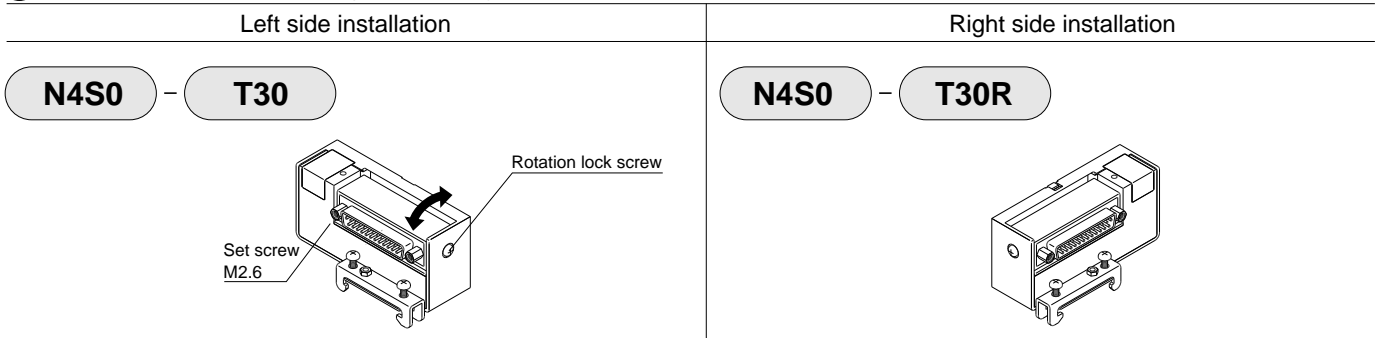 Left side installation
Right side installation
N4S0 – T30
N4S0 – T30R
Rotation lock screw
Set screw
M2.6